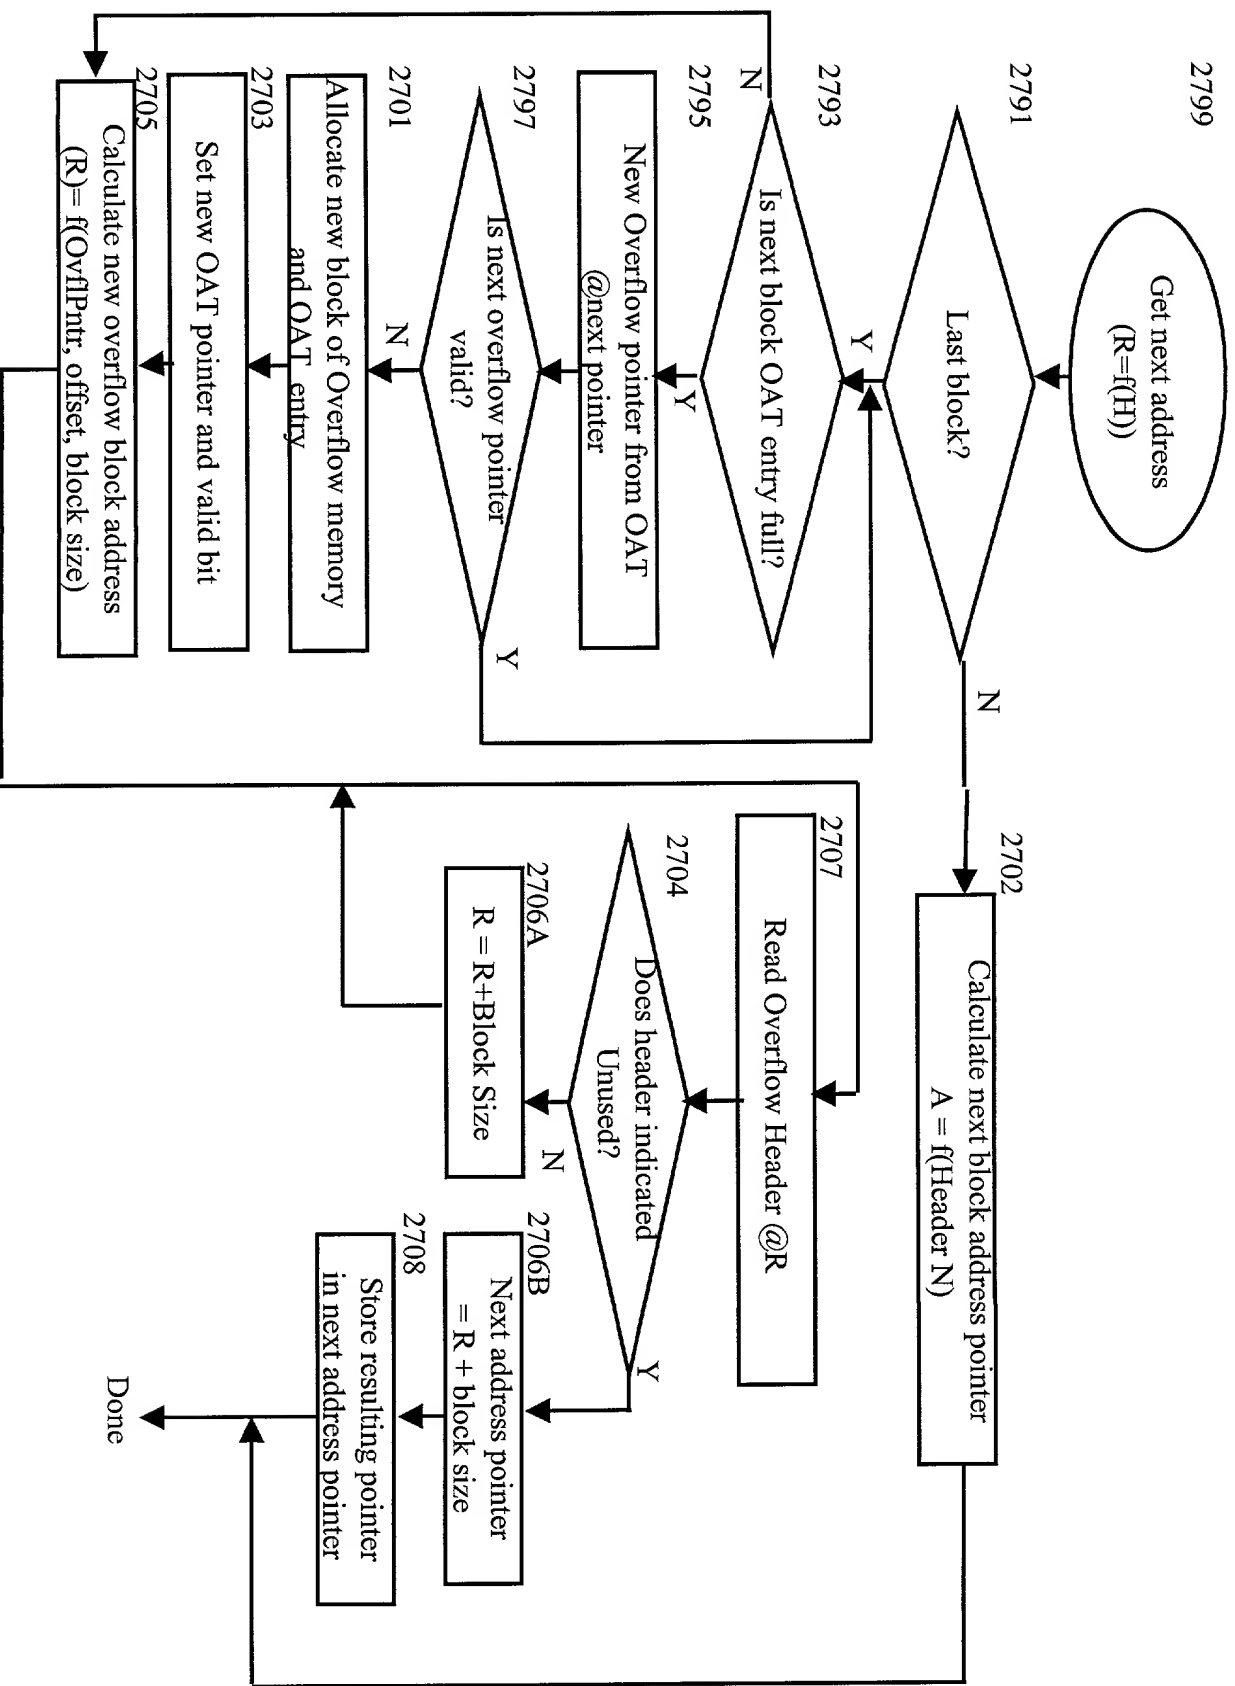 2799
Get next address
(R=f(H))
2791
Last block?
N
Y
2793
Is next block OAT entry full?
N
Y
2795
New Overflow pointer from OAT
@next pointer
2797
Is next overflow pointer
valid?
Y
N
2701
Allocate new block of Overflow memory
and OAT entry
2703
Set new OAT pointer and valid bit
2705
Calculate new overflow block address
(R)= f(OvflPntr, offset, block size)
2702
Calculate next block address pointer
A = f(Header N)
2707
Read Overflow Header @R
2704
Does header indicated
Unused?
Y
N
2706A
R = R+Block Size
2706B
Next address pointer
= R + block size
2708
Store resulting pointer
in next address pointer
Done